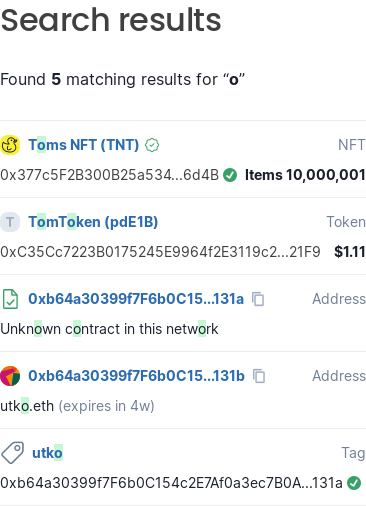 Search results
Found 5 matching results for “o”
Toms NFT (TNT) NFT
0x377c5F2B300B25a534...6d4B Items 10,000,001
T TomToken (pdE1B) Token
0xC35Cc7223B0175245E9964f2E3119c2...21F9 $1.11
0xb64a30399f7F6b0C15...131a Address
Unknown contract in this network
0xb64a30399f7F6b0C15...131b Address
utko.eth (expires in 4w)
utko Tag
0xb64a30399f7F6b0C154c2E7Af0a3ec7B0A...131a